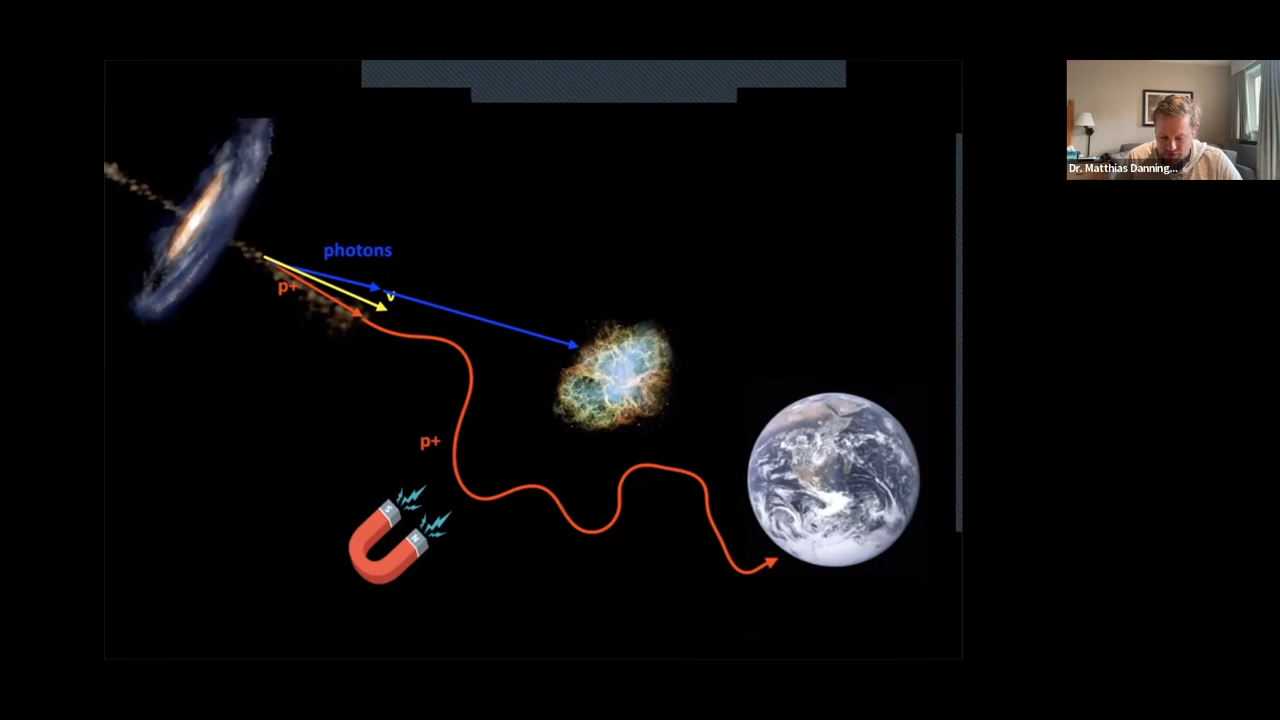 photons
p+
ν
p+
S
N
Dr. Matthias Danning...